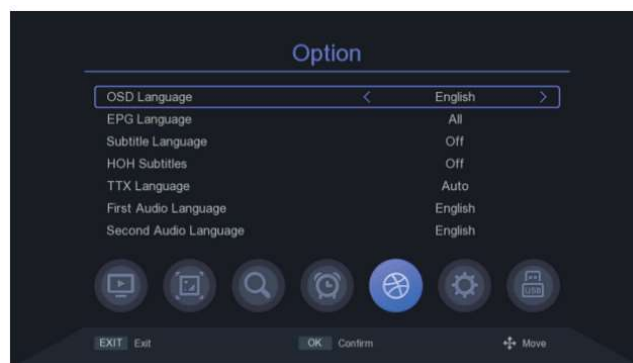 Option
OSD Language English
EPG Language All
Subtitle Language Off
HOH Subtitles Off
TTX Language Auto
First Audio Language English
Second Audio Language English
USB
EXIT Exit OK Confirm Move